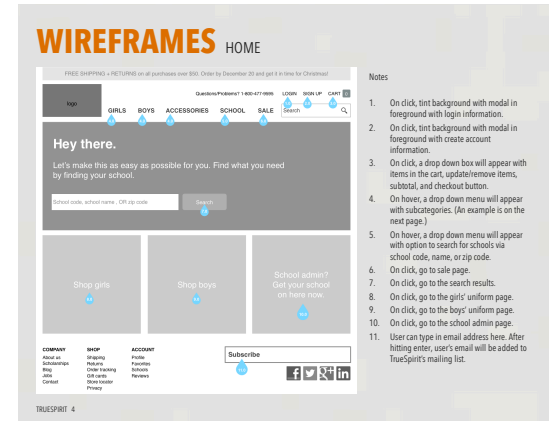 WIREFRAMES HOME
FREE SHIPPING + RETURNS on all purchases over $50. Order by December 20 and get it in time for Christmas!
Questions/Problems? 1-800-477-9995 LOGIN SIGN UP CART 0
logo
GIRLS BOYS ACCESSORIES SCHOOL SALE Search
Hey there.
Let's make this as easy as possible for you. Find what you need
by finding your school.
School code, school name , OR zip code Search
Shop girls
Shop boys
School admin?
Get your school
on here now.
COMPANY
About us
Scholarships
Blog
Jobs
Contact
SHOP
Shipping
Returns
Order tracking
Gift cards
Store locator
Privacy
ACCOUNT
Profile
Favorites
Schools
Reviews
Subscribe
Notes
1. On click, tint background with modal in
foreground with login information.
2. On click, tint background with modal in
foreground with create account
information.
3. On click, a drop down box will appear with
items in the cart, update/remove items,
subtotal, and checkout button.
4. On hover, a drop down menu will appear
with subcategories. (An example is on the
next page.)
5. On hover, a drop down menu will appear
with option to search for schools via
school code, name, or zip code.
6. On click, go to sale page.
7. On click, go to the search results.
8. On click, go to the girls' uniform page.
9. On click, go to the boys' uniform page.
10. On click, go to the school admin page.
11. User can type in email address here. After
hitting enter, user's email will be added to
TrueSpirit's mailing list.
TRUESPIRIT 4